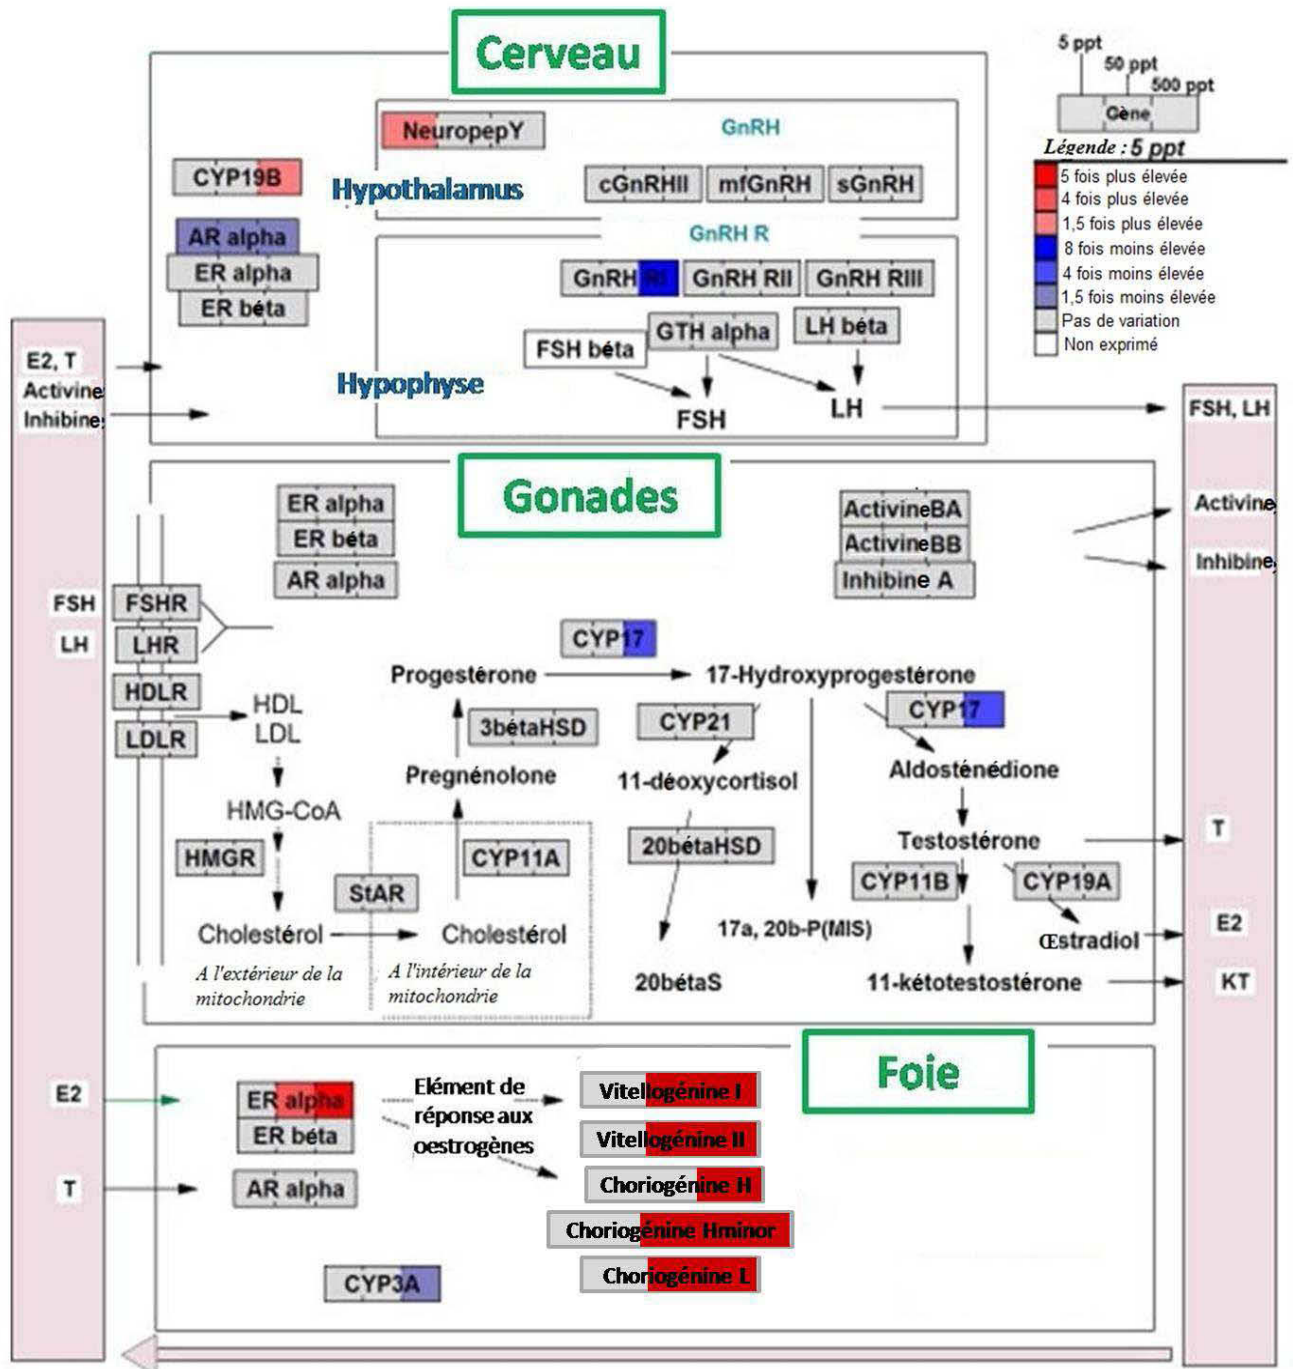 Cerveau
5 ppt
50 ppt
500 ppt
Gène
Légende : 5 ppt
5 fois plus élevée
4 fois plus élevée
1,5 fois plus élevée
8 fois moins élevée
4 fois moins élevée
1,5 fois moins élevée
Pas de variation
Non exprimé
NeuropepY
GnRH
CYP19B
Hypothalamus
cGnRHII
mfGnRH
sGnRH
AR alpha
ER alpha
ER béta
GnRH R
GnRH RI
GnRH RII
GnRH RIII
FSH béta
GTH alpha
LH béta
Hypophyse
FSH
LH
E2, T
Activine,
Inhibine,
FSH, LH
Activine,
Inhibine,
Gonades
ER alpha
ER béta
AR alpha
ActivineBA
ActivineBB
Inhibine A
FSH
FSHR
LH
LHR
HDLR
LDLR
HDL
LDL
HMG-CoA
HMGR
StAR
Cholestérol
Cholestérol
A l'extérieur de la
mitochondrie
A l'intérieur de la
mitochondrie
CYP11A
Pregnénolone
3bétaHSD
Progestérone
CYP17
17-Hydroxyprogestérone
CYP21
CYP17
11-déoxycortisol
Aldosténédione
20bétaHSD
Testostérone
T
CYP11B
CYP19A
17a, 20b-P(MIS)
Œstradiol
E2
20bétaS
11-kétotestostérone
KT
Foie
E2
ER alpha
ER béta
T
AR alpha
Elément de
réponse aux
oestrogènes
Vitellogénine I
Vitellogénine II
Choriogénine H
Choriogénine Hminor
Choriogénine L
CYP3A